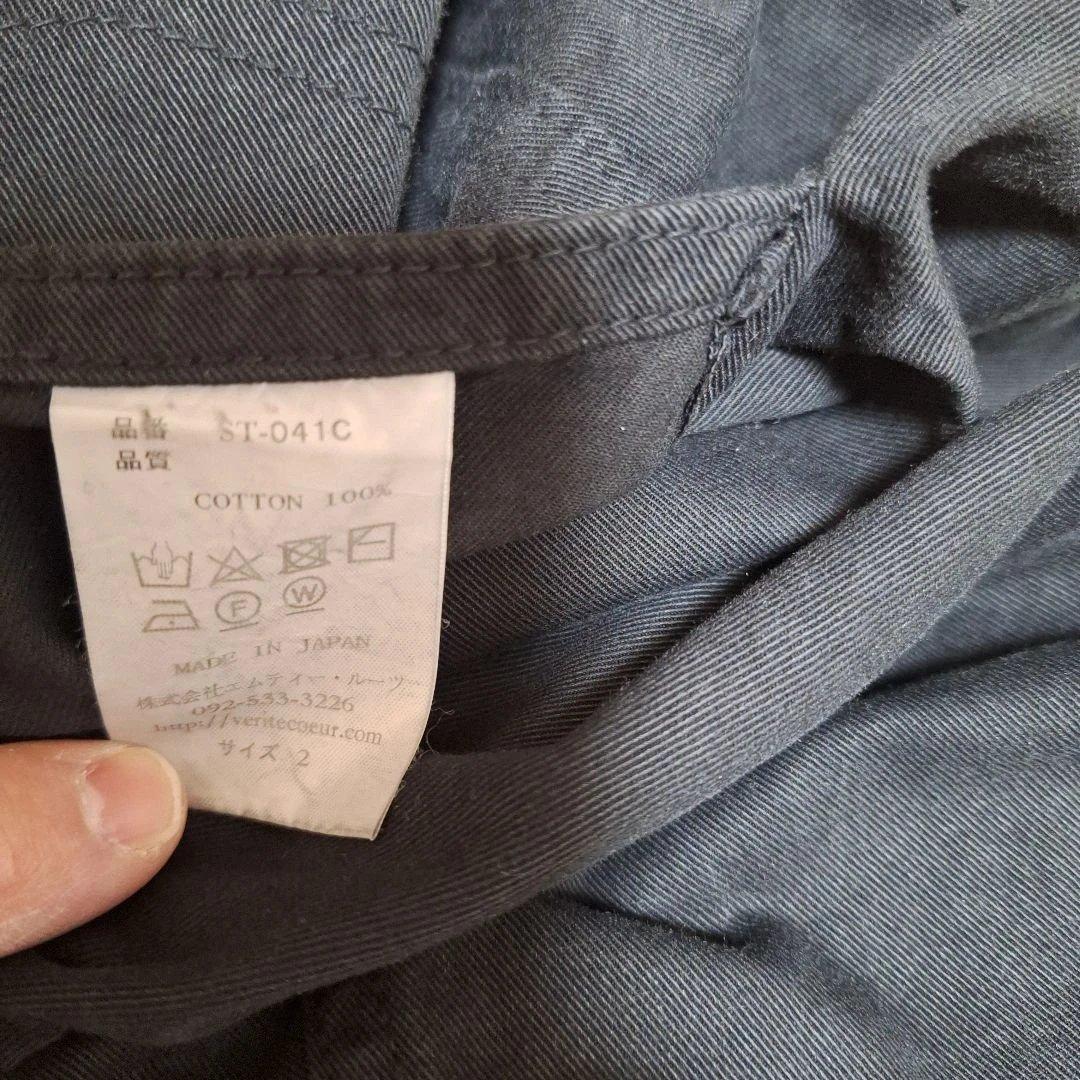 品番 ST-041C
品質
COTTON 100%
F W
MADE IN JAPAN
株式会社エムティー・ルーツ
092-533-3226
http://veritecoeur.com
サイズ 2